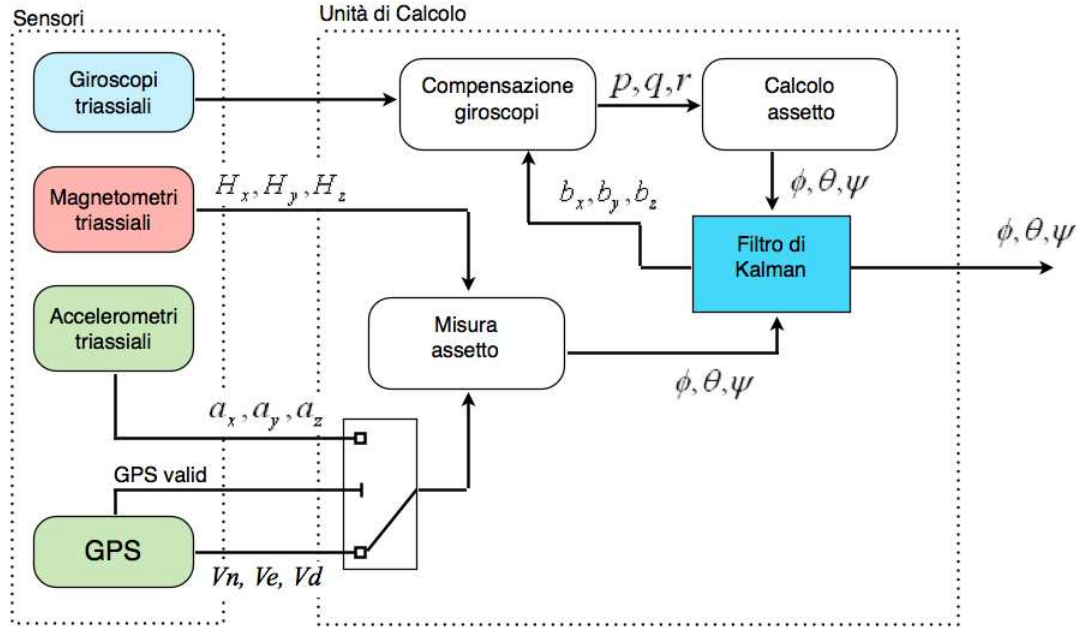 Sensori
Unità di Calcolo
Giroscopi
triassiali
Compensazione
giroscopi
p,q,r
Calcolo
assetto
Magnetometri
triassiali
H_x, H_y, H_z
b_x, b_y, b_z
ϕ,θ,ψ
Filtro di
Kalman
ϕ,θ,ψ
Accelerometri
triassiali
Misura
assetto
ϕ,θ,ψ
a_x, a_y, a_z
GPS valid
GPS
Vn, Ve, Vd